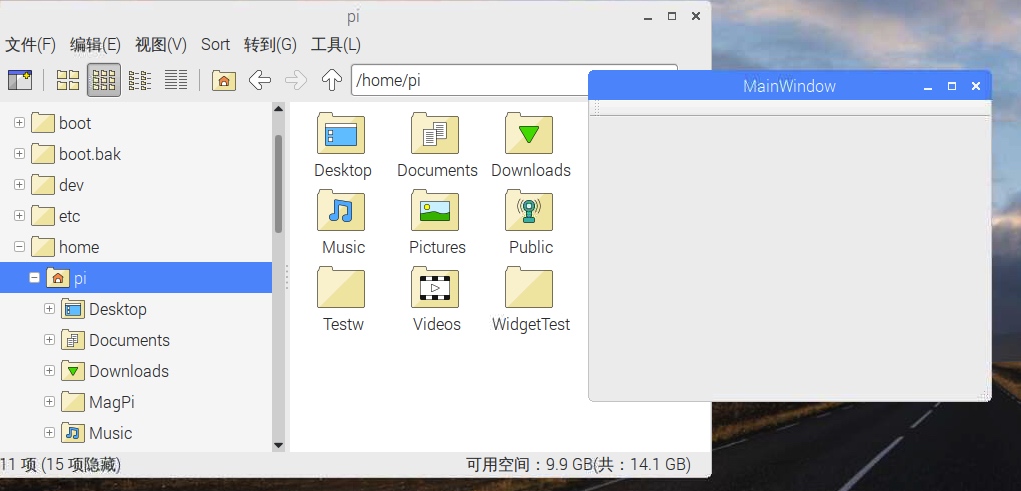 pi
文件(F) 编辑(E) 视图(V) Sort 转到(G) 工具(L)
/home/pi
MainWindow
boot
boot.bak
dev
etc
home
pi
Desktop
Documents
Downloads
MagPi
Music
Desktop Documents Downloads
Music Pictures Public
Testw Videos WidgetTest
11 项 (15 项隐藏)
可用空间：9.9 GB(共：14.1 GB)